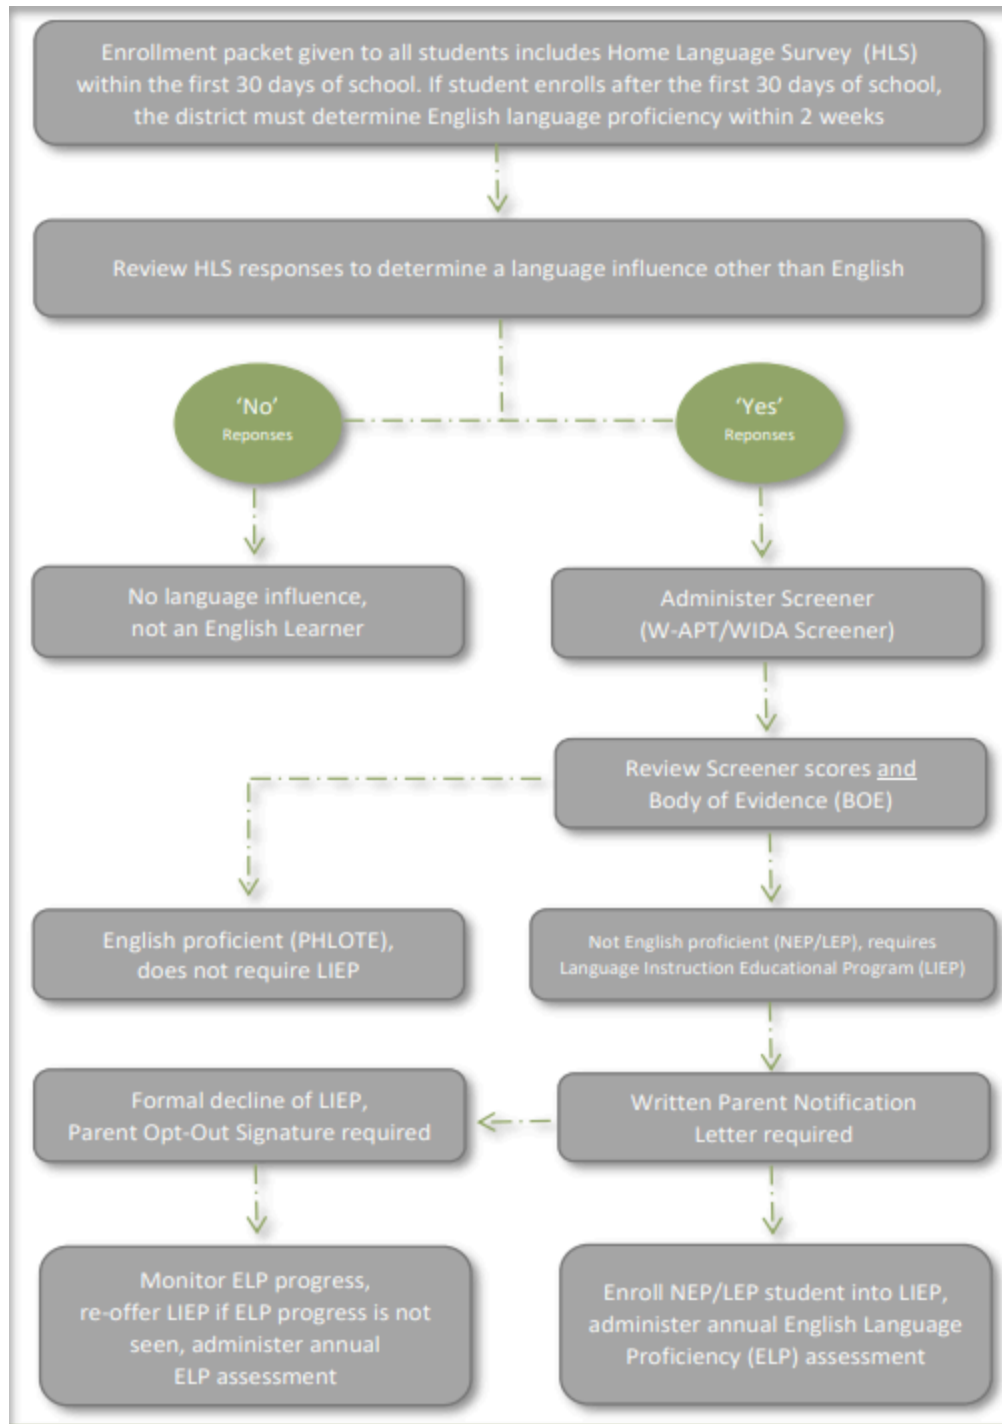 Enrollment packet given to all students includes Home Language Survey (HLS)
within the first 30 days of school. If student enrolls after the first 30 days of school,
the district must determine English language proficiency within 2 weeks
Review HLS responses to determine a language influence other than English
‘No’
Reponses
‘Yes’
Reponses
No language influence,
not an English Learner
Administer Screener
(W-APT/WIDA Screener)
Review Screener scores and
Body of Evidence (BOE)
English proficient (PHLOTE),
does not require LIEP
Not English proficient (NEP/LEP), requires
Language Instruction Educational Program (LIEP)
Formal decline of LIEP,
Parent Opt-Out Signature required
Written Parent Notification
Letter required
Monitor ELP progress,
re-offer LIEP if ELP progress is not
seen, administer annual
ELP assessment
Enroll NEP/LEP student into LIEP,
administer annual English Language
Proficiency (ELP) assessment